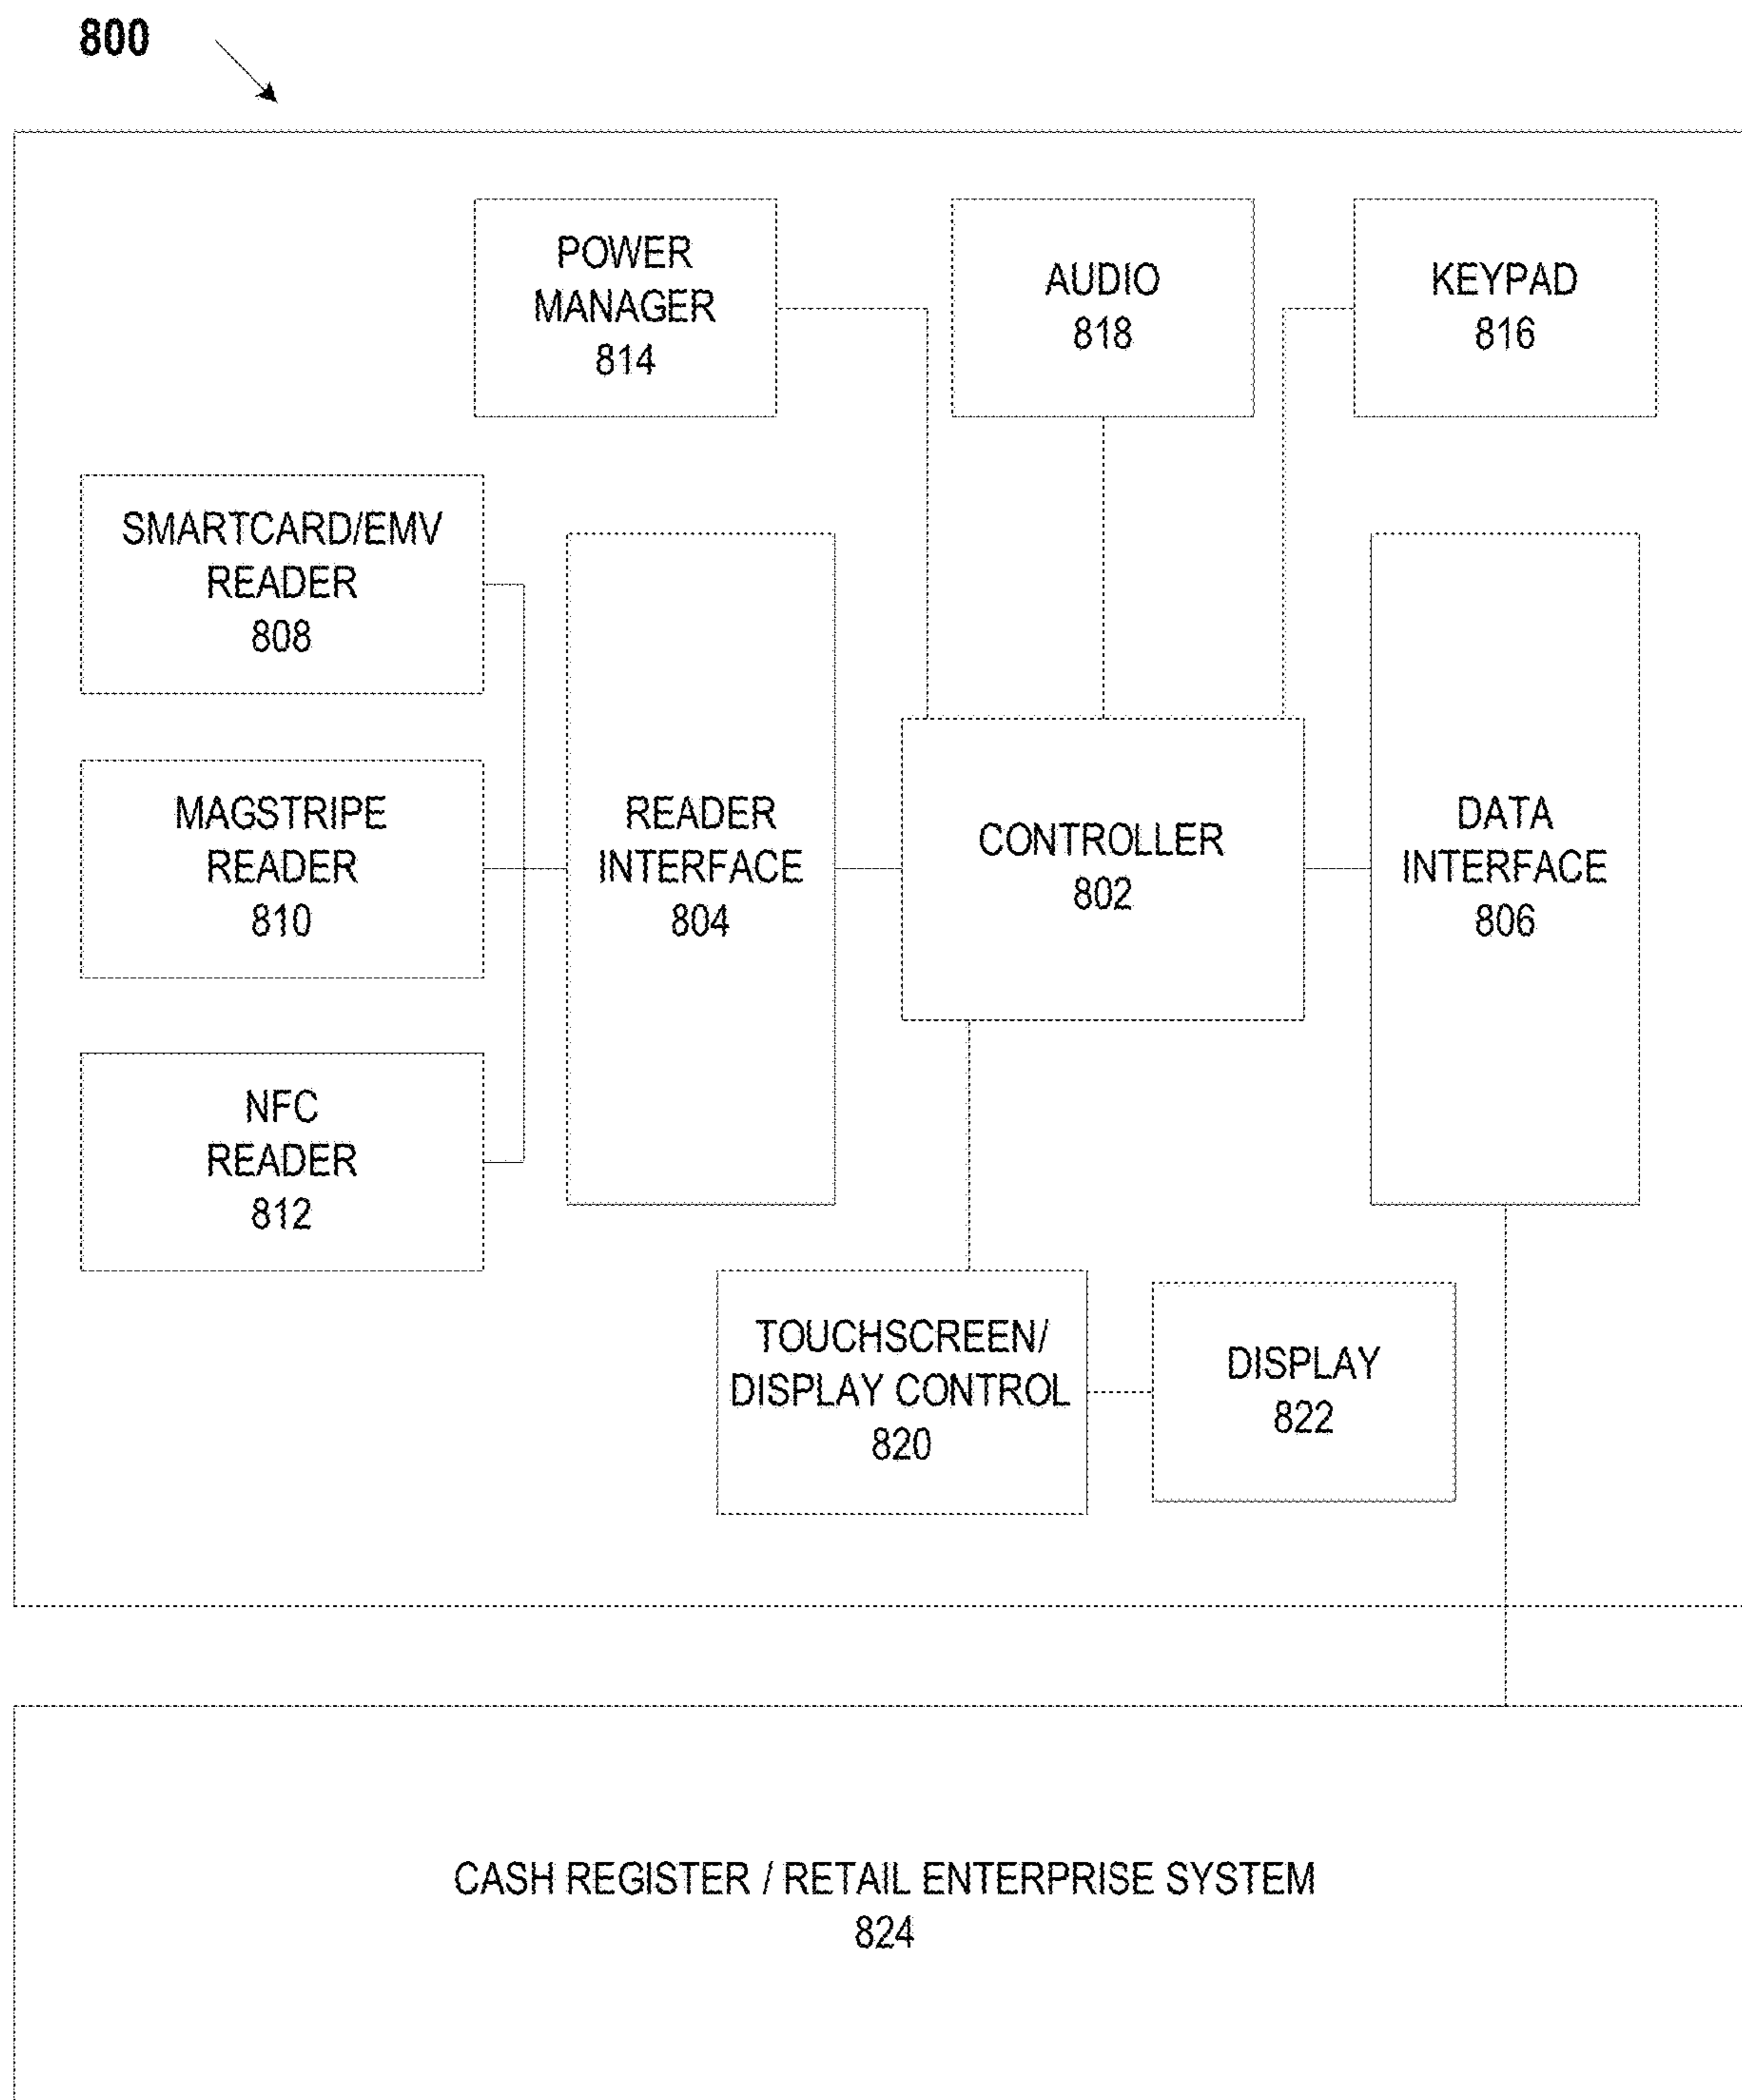 800
POWER
MANAGER
814
AUDIO
818
KEYPAD
816
SMARTCARD/EMV
READER
808
MAGSTRIPE
READER
810
NFC
READER
812
READER
INTERFACE
804
CONTROLLER
802
DATA
INTERFACE
806
TOUCHSCREEN/
DISPLAY CONTROL
820
DISPLAY
822
CASH REGISTER / RETAIL ENTERPRISE SYSTEM
824